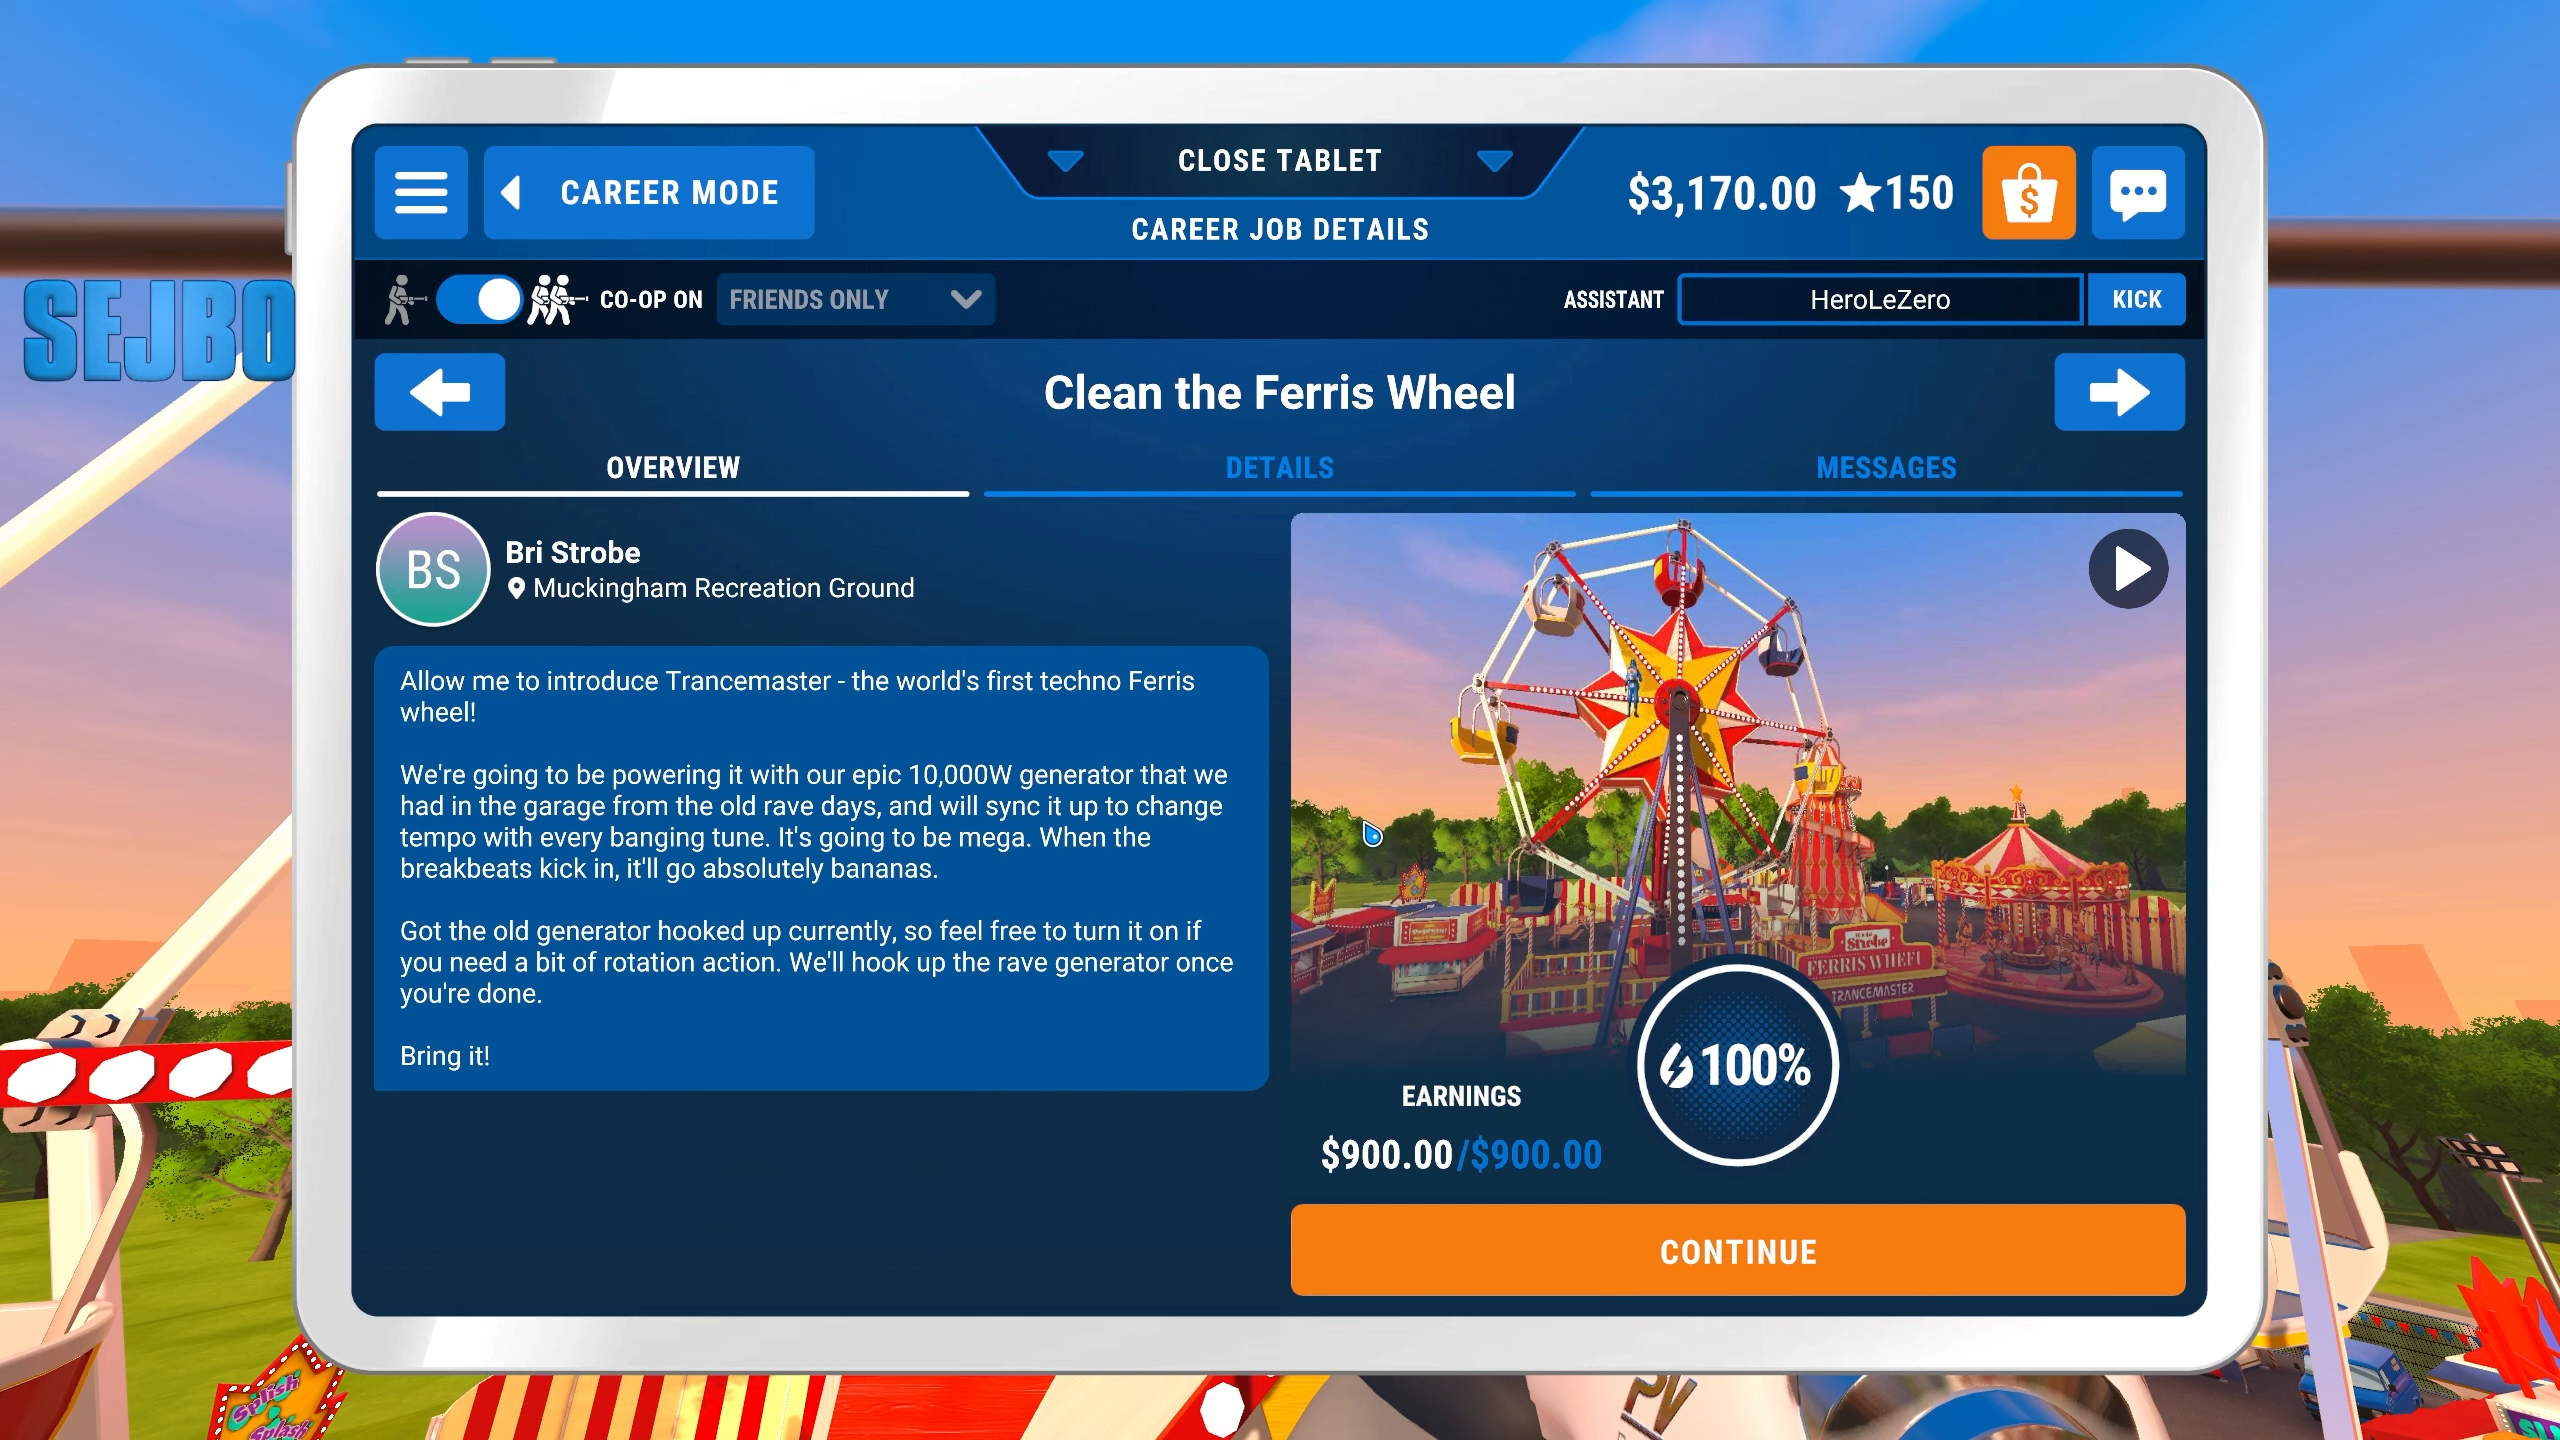 CLOSE TABLET
CAREER MODE
$3,170.00 ★150
CAREER JOB DETAILS
SEJBO
CO-OP ON
FRIENDS ONLY
ASSISTANT
HeroLeZero
KICK
Clean the Ferris Wheel
OVERVIEW
DETAILS
MESSAGES
BS
Bri Strobe
Muckingham Recreation Ground
Allow me to introduce Trancemaster - the world's first techno Ferris
wheel!
We're going to be powering it with our epic 10,000W generator that we
had in the garage from the old rave days, and will sync it up to change
tempo with every banging tune. It's going to be mega. When the
breakbeats kick in, it'll go absolutely bananas.
Got the old generator hooked up currently, so feel free to turn it on if
you need a bit of rotation action. We'll hook up the rave generator once
you're done.
Bring it!
Strobe
FERRIS WHEEL
TRANCEMASTER
100%
EARNINGS
$900.00/$900.00
CONTINUE
Splish
Splash
PV